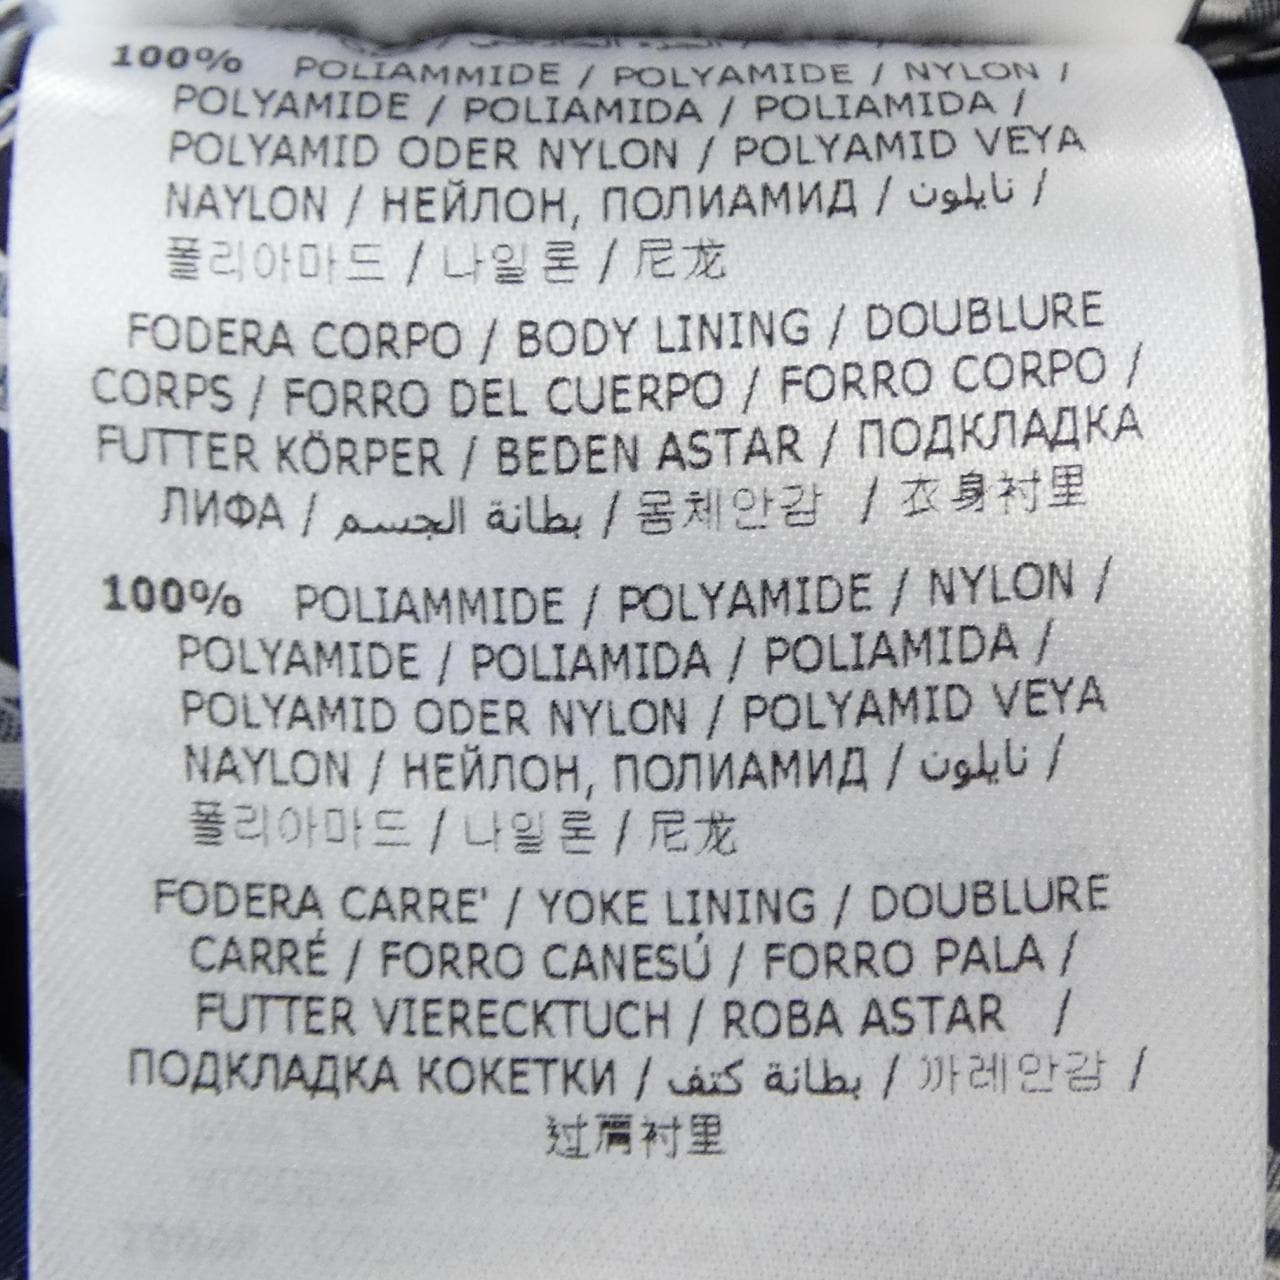 100% POLIAMMIDE / POLYAMIDE / NYLON /
POLYAMIDE / POLIAMIDA / POLIAMIDA /
POLYAMID ODER NYLON / POLYAMID VEYA
NAYLON / НЕЙЛОН, ПОЛИАМИД / نايلون /
폴리아마드 / 나일론 / 尼龙
FODERA CORPO / BODY LINING / DOUBLURE
CORPS / FORRO DEL CUERPO / FORRO CORPO /
FUTTER KÖRPER / BEDEN ASTAR / ПОДКЛАДКА
ЛИФА / بطانة الجسم / 몸체안감 / 衣身衬里
100% POLIAMMIDE / POLYAMIDE / NYLON /
POLYAMIDE / POLIAMIDA / POLIAMIDA /
POLYAMID ODER NYLON / POLYAMID VEYA
NAYLON / НЕЙЛОН, ПОЛИАМИД / نايلون /
폴리아마드 / 나일론 / 尼龙
FODERA CARRE' / YOKE LINING / DOUBLURE
CARRÉ / FORRO CANESÚ / FORRO PALA /
FUTTER VIERECKTUCH / ROBA ASTAR /
ПОДКЛАДКА КОКЕТКИ / بطانة كتف / 까레안감 /
过肩衬里